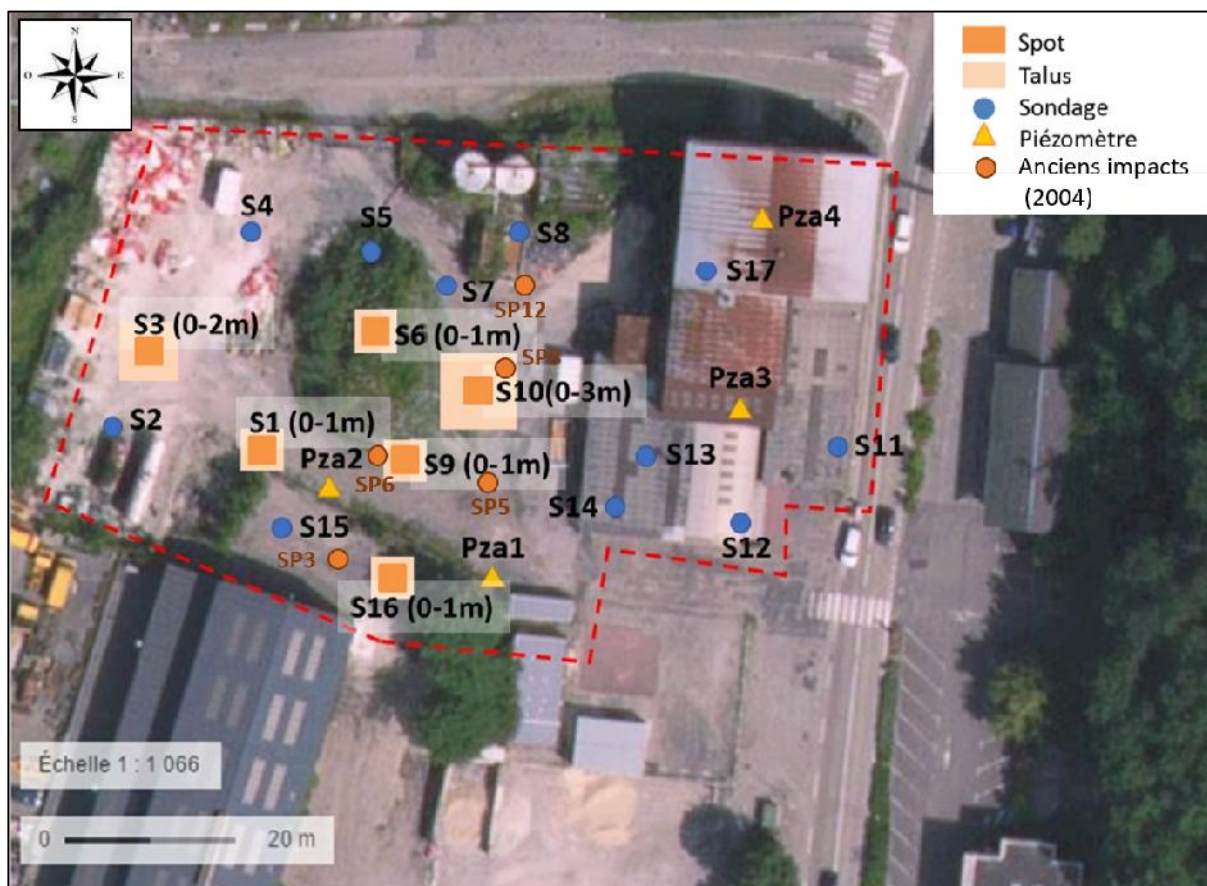 N
O E
S
Spot
Talus
Sondage
Piézomètre
Anciens impacts
(2004)
S4
S5
S8
Pza4
S7
S17
SP12
S3 (0-2m)
S6 (0-1m)
S10(0-3m)
Pza3
S2
S1 (0-1m)
Pza2
SP6
S9 (0-1m)
SP5
S13
S11
S14
S12
S15
SP3
Pza1
S16 (0-1m)
Échelle 1 : 1 066
0 20 m